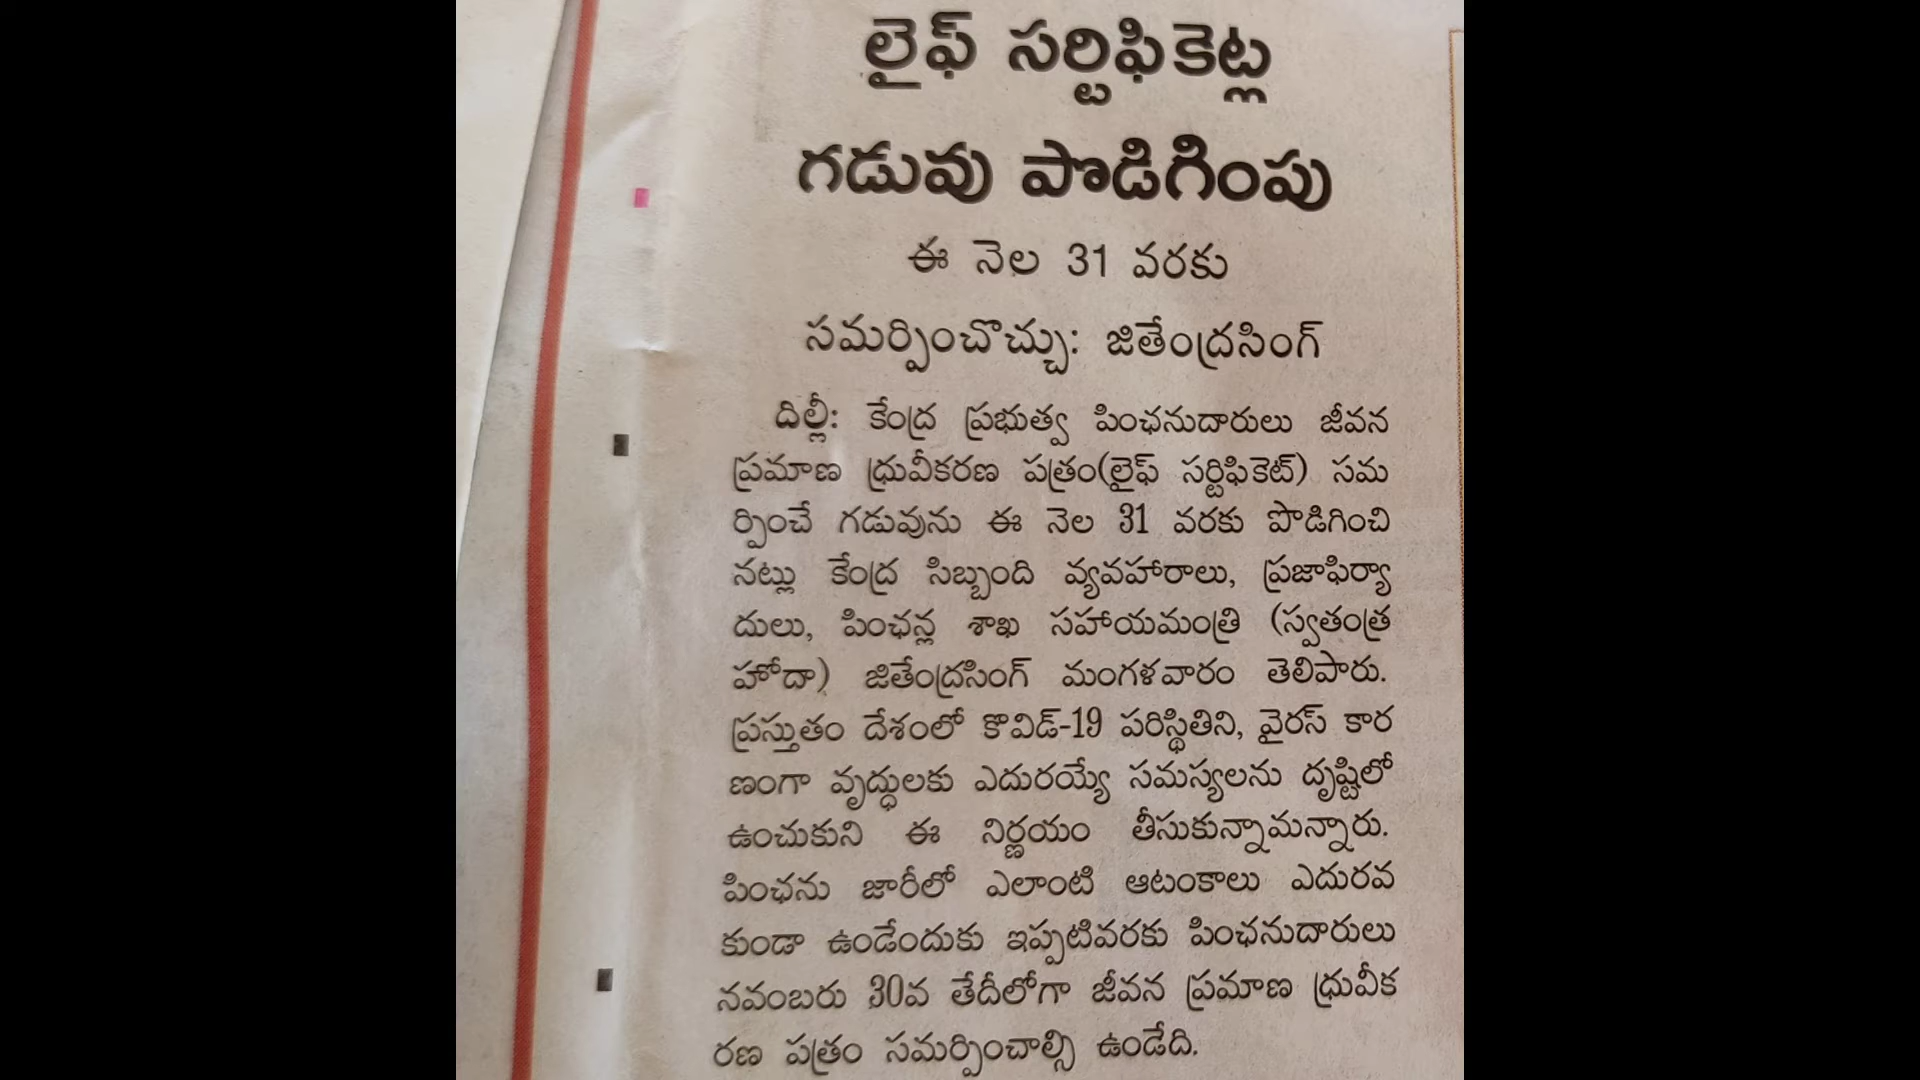 లైఫ్ సర్టిఫికెట్ల
గడువు పొడిగింపు
ఈ నెల 31 వరకు
సమర్పించొచ్చు: జితేంద్రసింగ్
దిల్లీ: కేంద్ర ప్రభుత్వ పింఛనుదారులు జీవన
ప్రమాణ ధ్రువీకరణ పత్రం(లైఫ్ సర్టిఫికెట్) సమ
ర్పించే గడువును ఈ నెల 31 వరకు పొడిగించి
నట్లు కేంద్ర సిబ్బంది వ్యవహారాలు, ప్రజాఫిర్యా
దులు, పింఛన్ల శాఖ సహాయమంత్రి (స్వతంత్ర
హోదా) జితేంద్రసింగ్ మంగళవారం తెలిపారు.
ప్రస్తుతం దేశంలో కొవిడ్-19 పరిస్థితిని, వైరస్ కార
ణంగా వృద్ధులకు ఎదురయ్యే సమస్యలను దృష్టిలో
ఉంచుకుని ఈ నిర్ణయం తీసుకున్నామన్నారు.
పింఛను జారీలో ఎలాంటి ఆటంకాలు ఎదురవ
కుండా ఉండేందుకు ఇప్పటివరకు పింఛనుదారులు
నవంబరు 30వ తేదీలోగా జీవన ప్రమాణ ధ్రువీక
రణ పత్రం సమర్పించాల్సి ఉండేది.